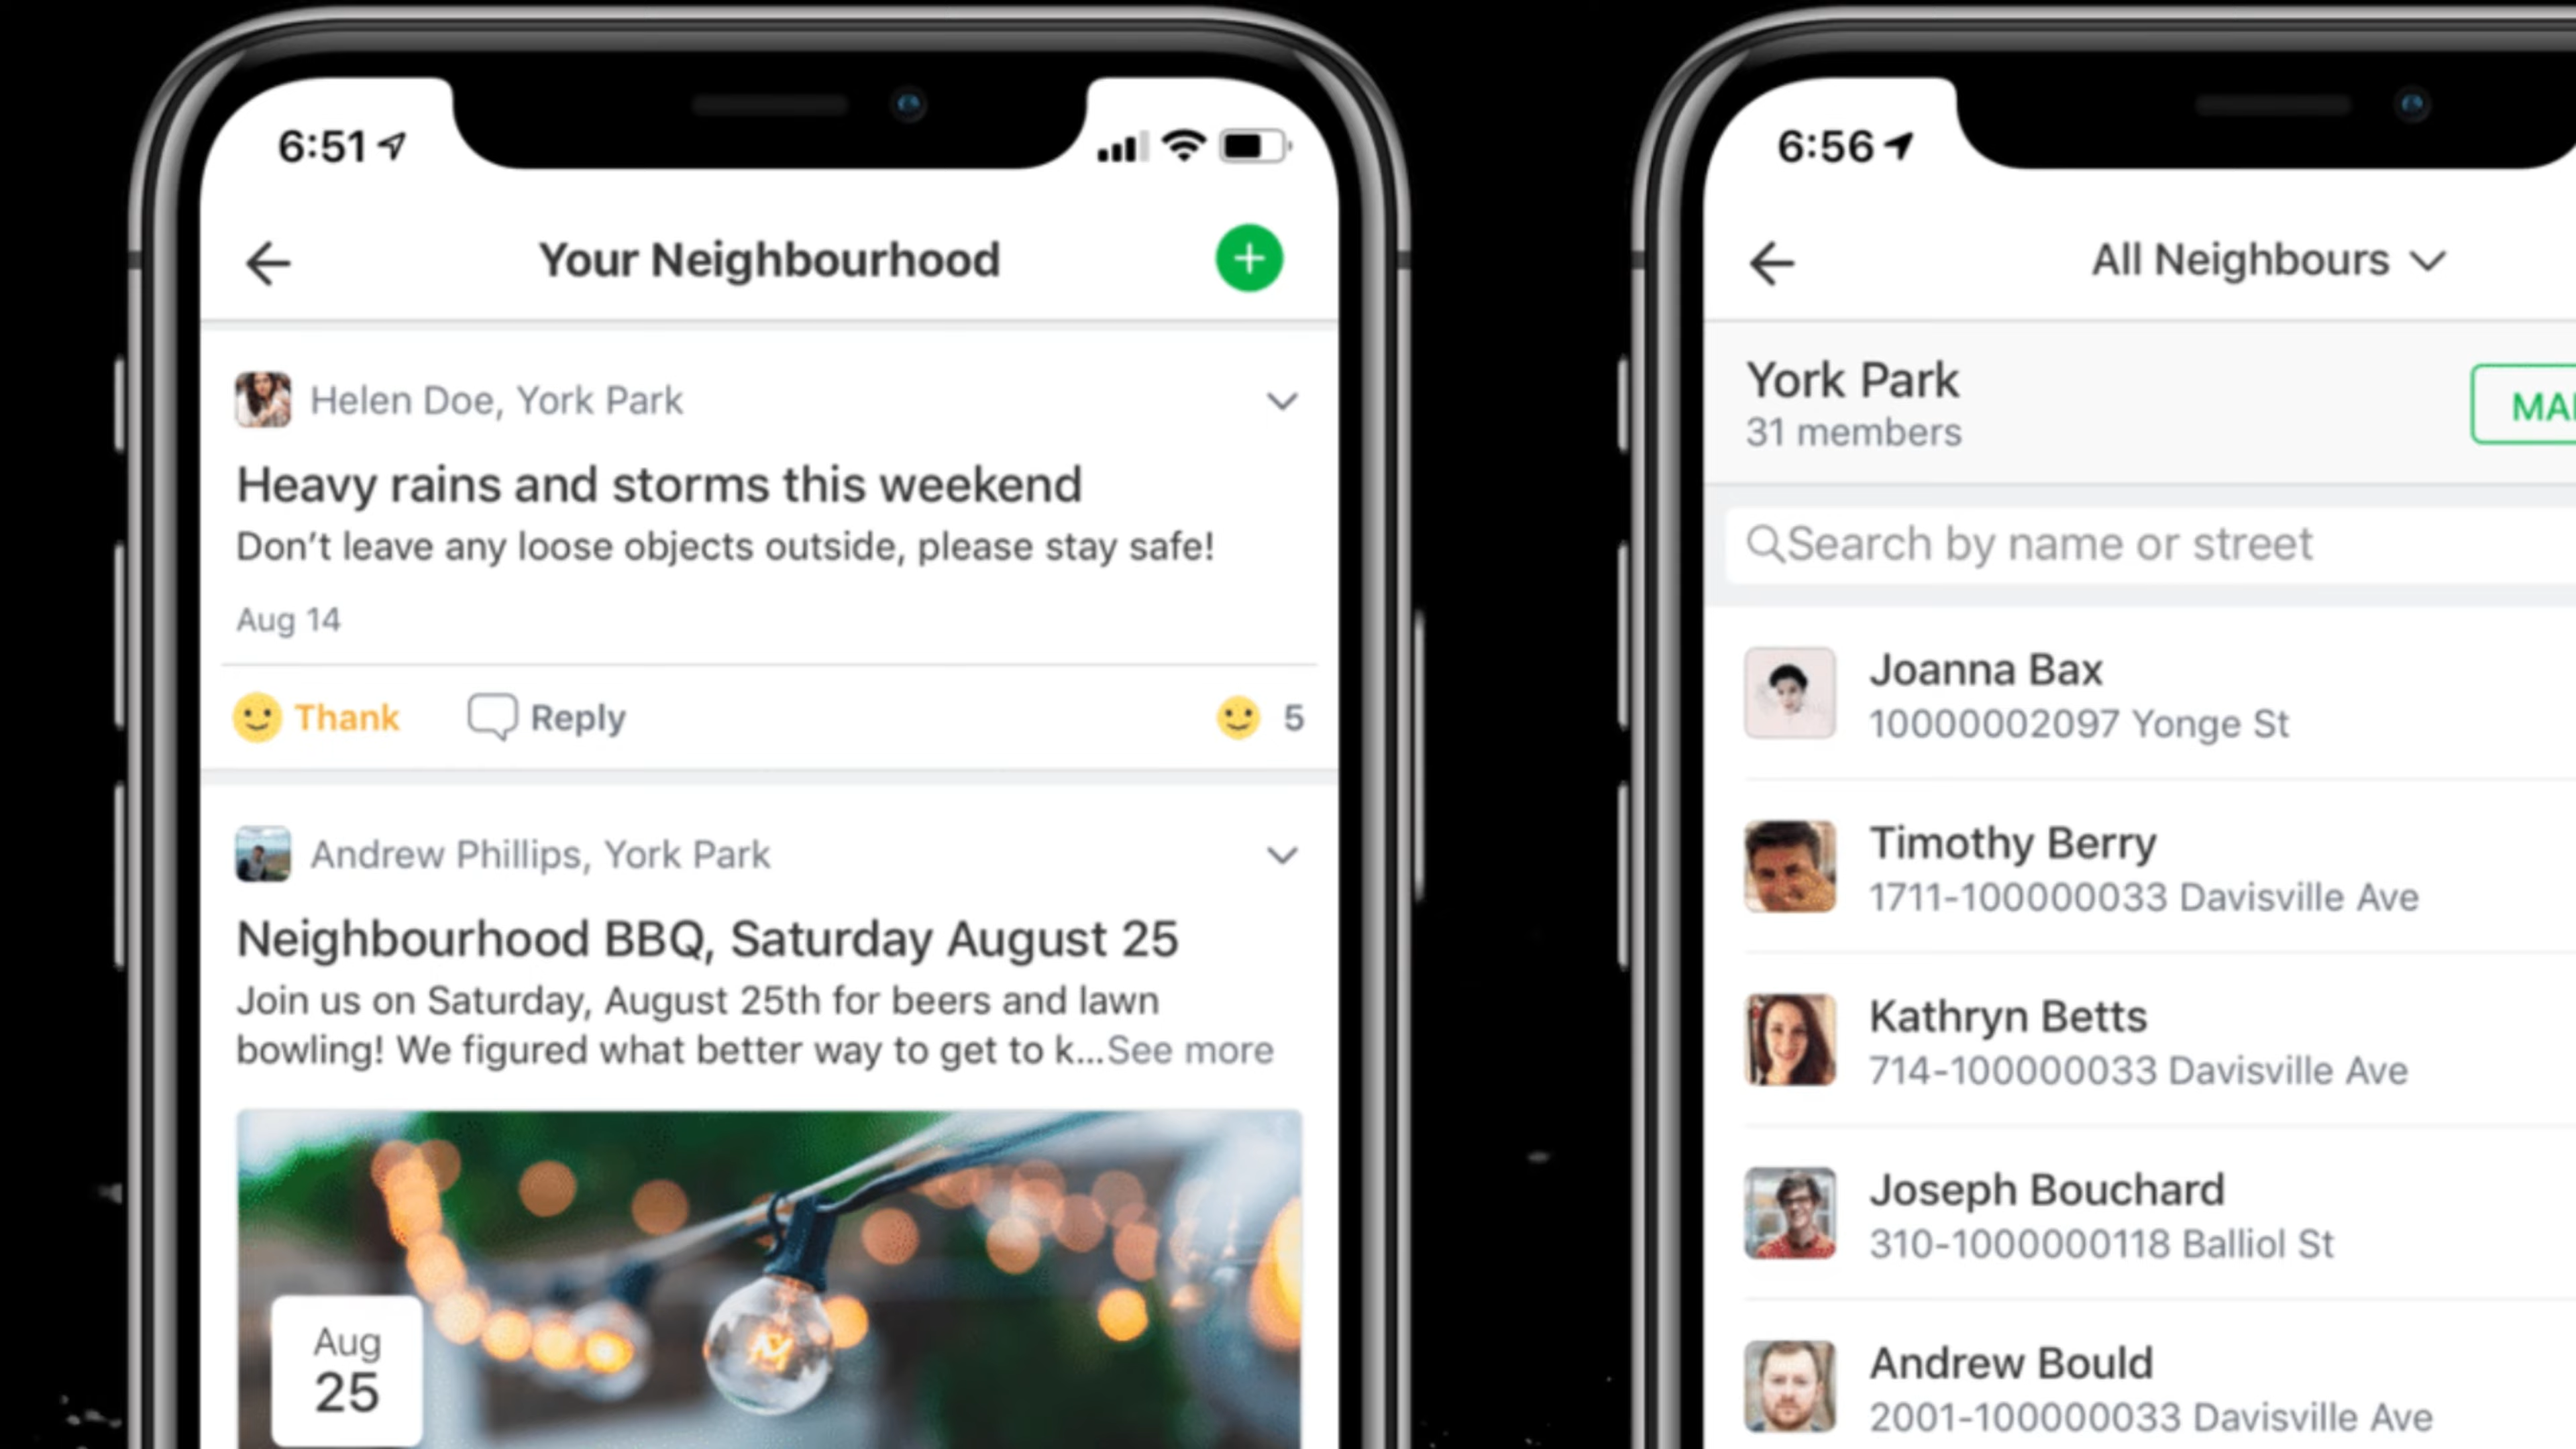 6:51
Your Neighbourhood
Helen Doe, York Park
Heavy rains and storms this weekend
Don't leave any loose objects outside, please stay safe!
Aug 14
Thank
Reply
5
Andrew Phillips, York Park
Neighbourhood BBQ, Saturday August 25
Join us on Saturday, August 25th for beers and lawn
bowling! We figured what better way to get to k...See more
Aug
25
6:56
All Neighbours
York Park
31 members
MA
Search by name or street
Joanna Bax
10000002097 Yonge St
Timothy Berry
1711-100000033 Davisville Ave
Kathryn Betts
714-100000033 Davisville Ave
Joseph Bouchard
310-1000000118 Balliol St
Andrew Bould
2001-100000033 Davisville Ave